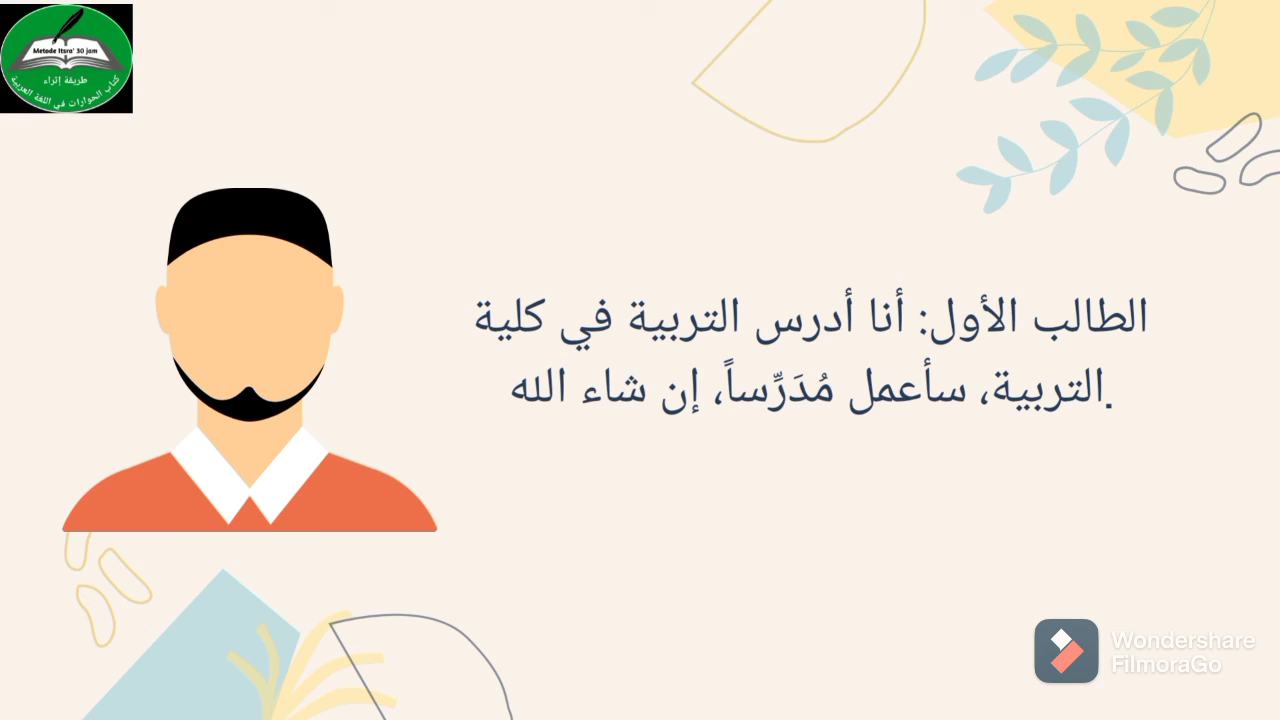 Metode Itsra' 30 jam
طريقة إثراء
كتاب الحوارات في اللغة العربية
الطالب الأول: أنا أدرس التربية في كلية
التربية، سأعمل مُدَرِّساً، إن شاء الله.
Wondershare
FilmoraGo